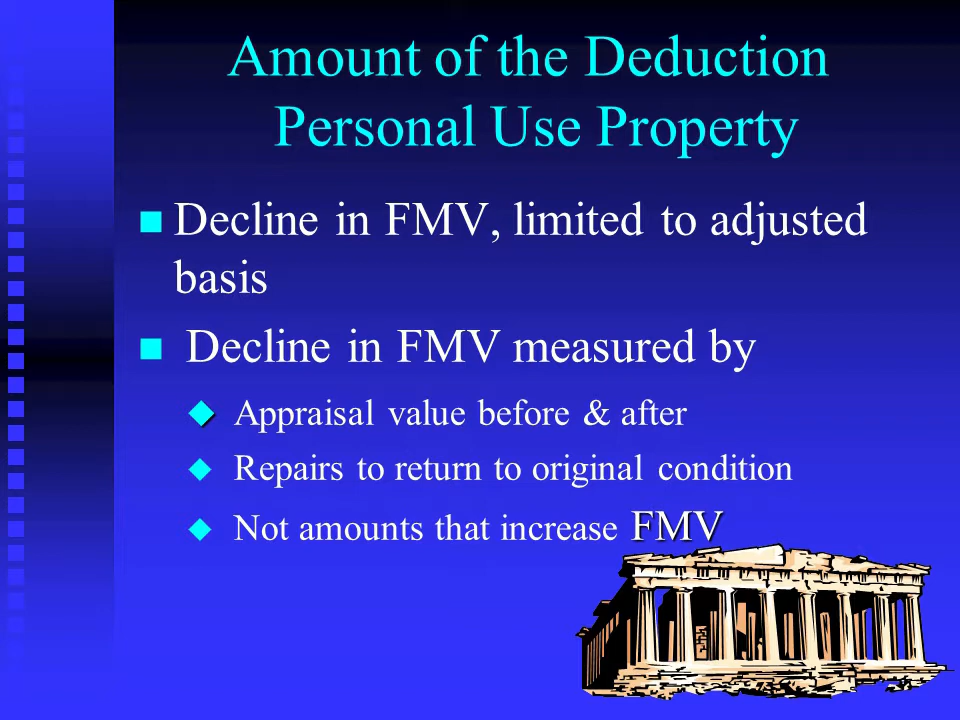 Amount of the Deduction
Personal Use Property
Decline in FMV, limited to adjusted
basis
Decline in FMV measured by
Appraisal value before & after
Repairs to return to original condition
Not amounts that increase FMV